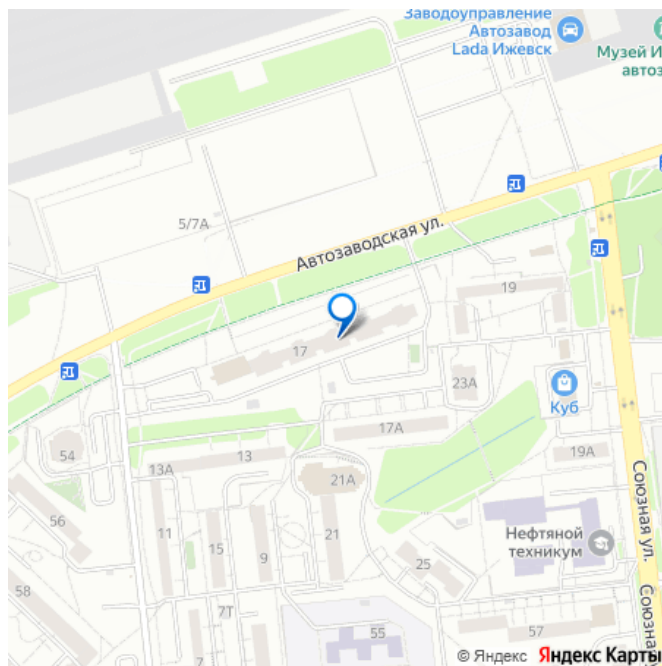 Заводоуправление
Автозавод
Lada Ижевск
Музей И
автоз
5/7А
Автозаводская ул.
19
17
23А
Куб
17А
54
13
13А
19А
21А
56
Союзная ул.
11
15
9
21
Нефтяной
техникум
25
58
7Т
55
57
Союзна
© Яндекс Яндекс Карты